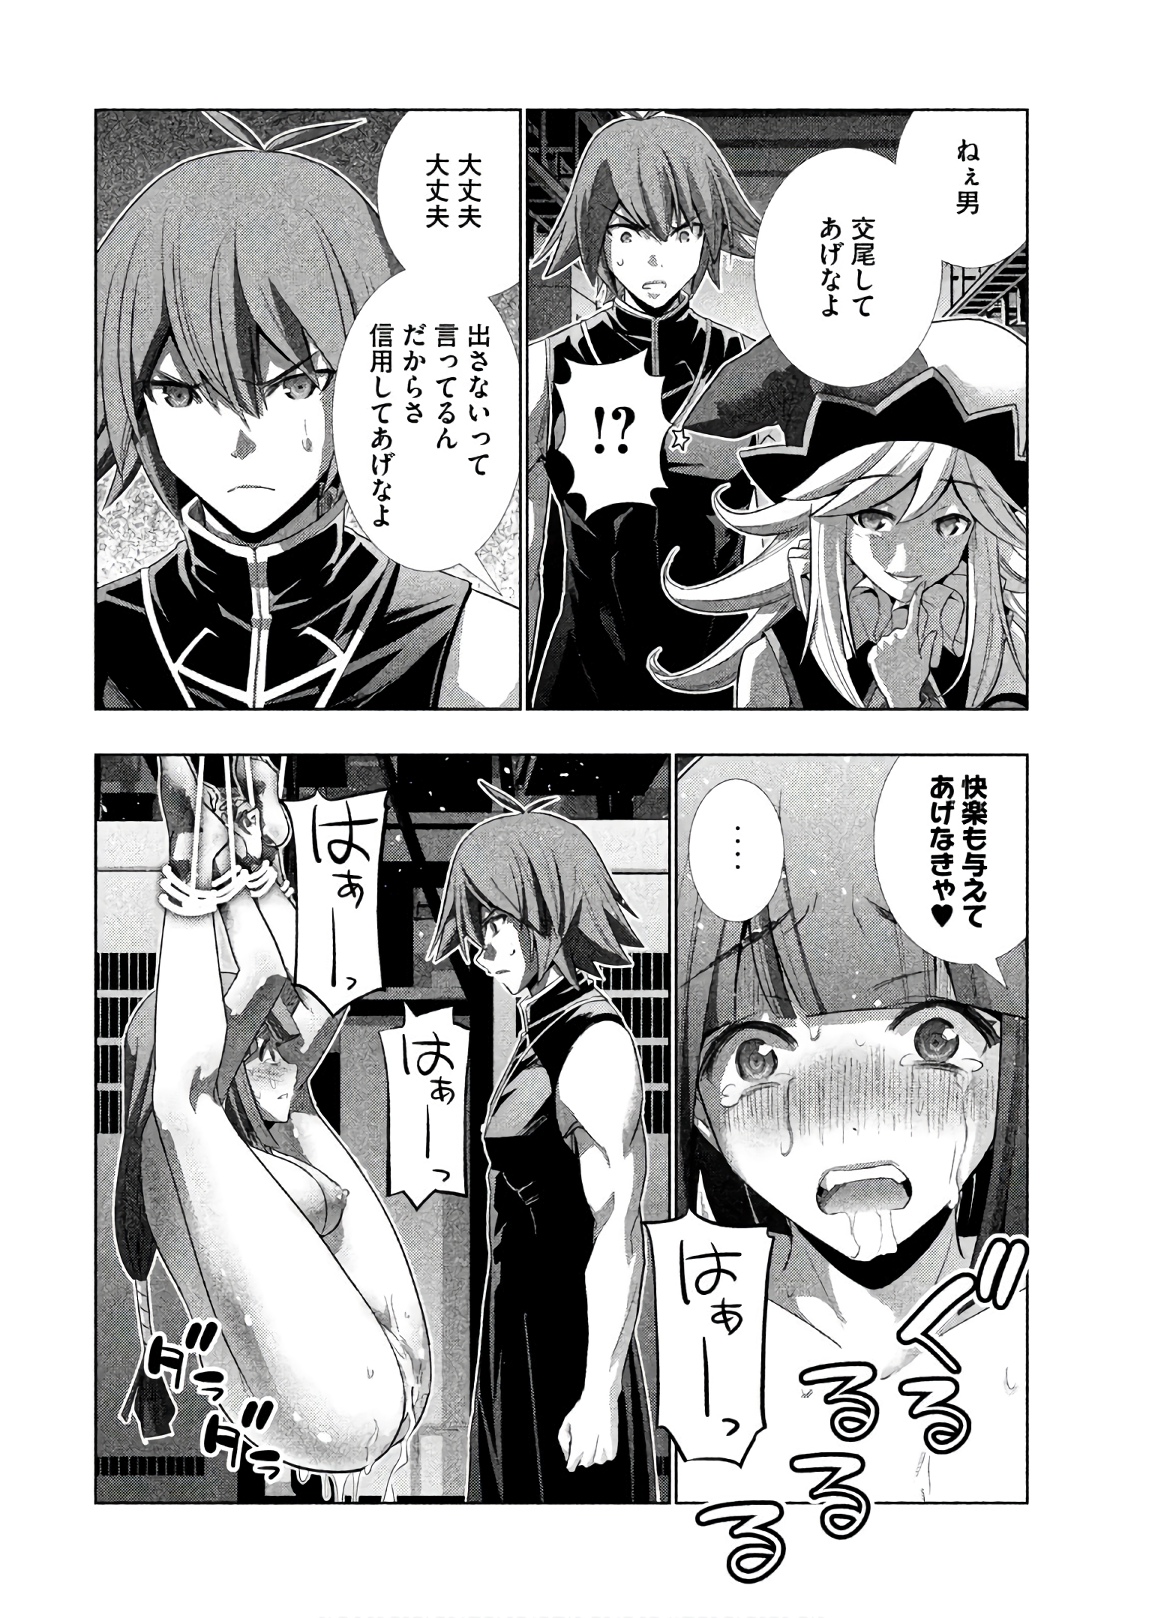 ねぇ男
交尾して
あげなよ
!?
大丈夫
大丈夫
出さないって
言ってるん
だからさ
信用してあげなよ
快楽も与えて
あげなきゃ♥
‥‥
はぁーっ
ぐるるるる
はぁーっ
はぁーっ
ダラダラ